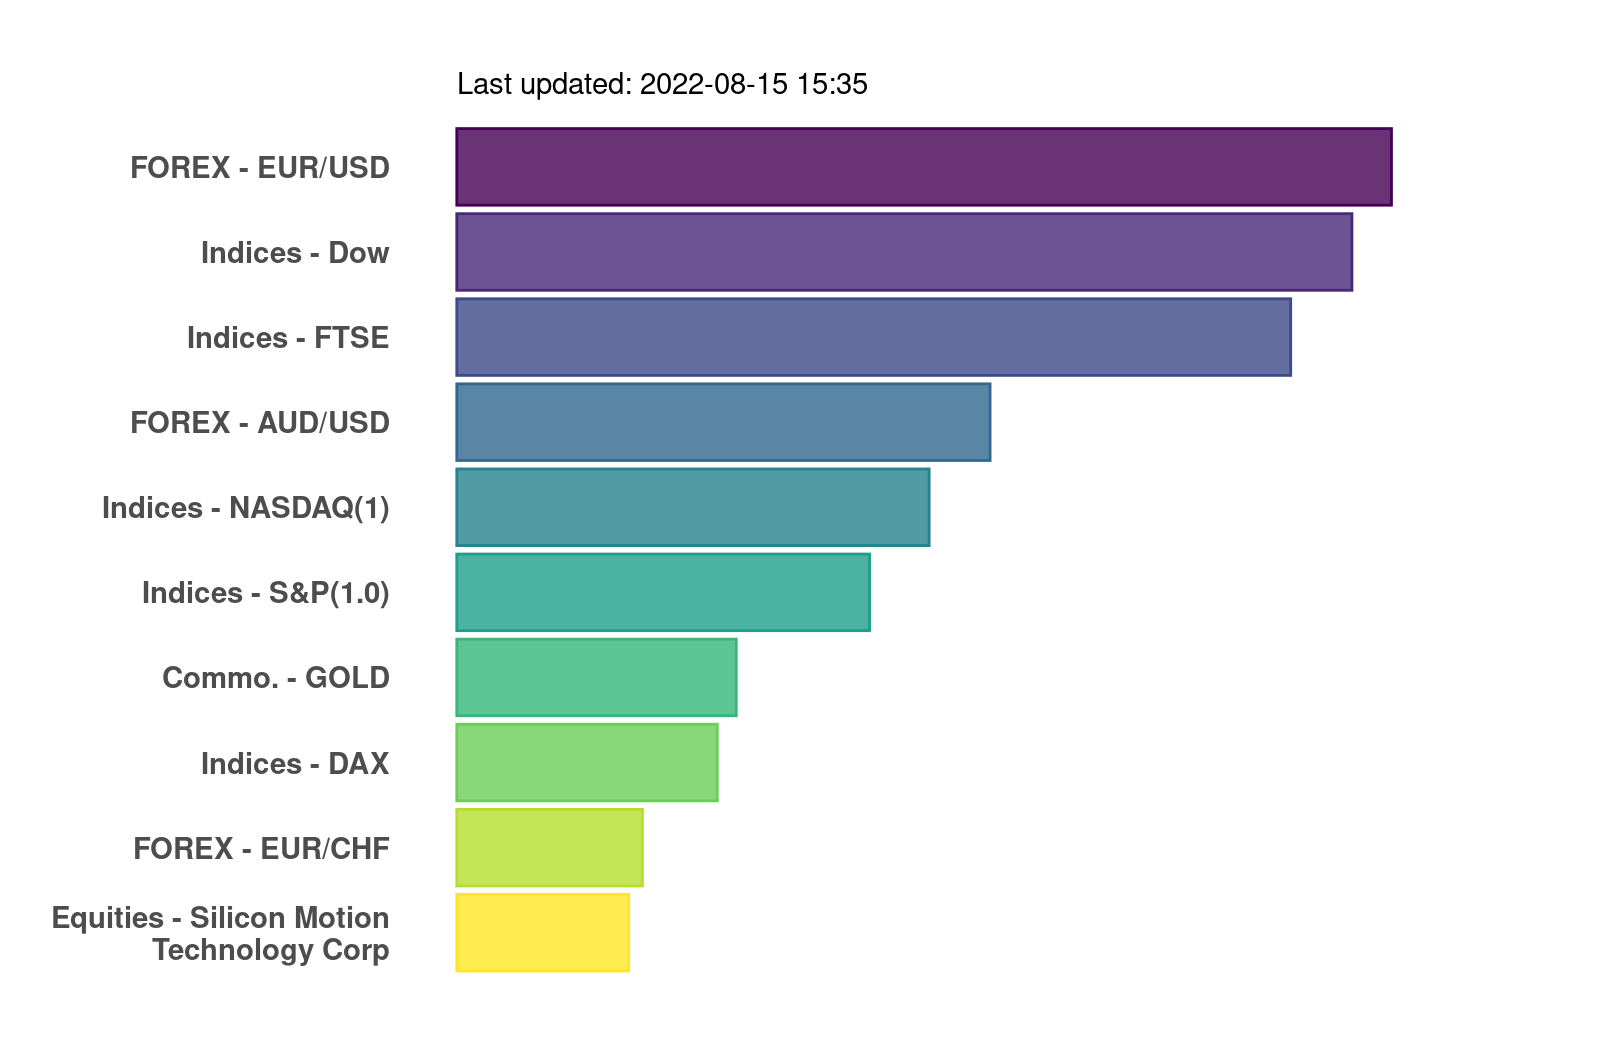 Last updated: 2022-08-15 15:35
FOREX - EUR/USD
Indices - Dow
Indices - FTSE
FOREX - AUD/USD
Indices - NASDAQ(1)
Indices - S&P(1.0)
Commo. - GOLD
Indices - DAX
FOREX - EUR/CHF
Equities - Silicon Motion
Technology Corp